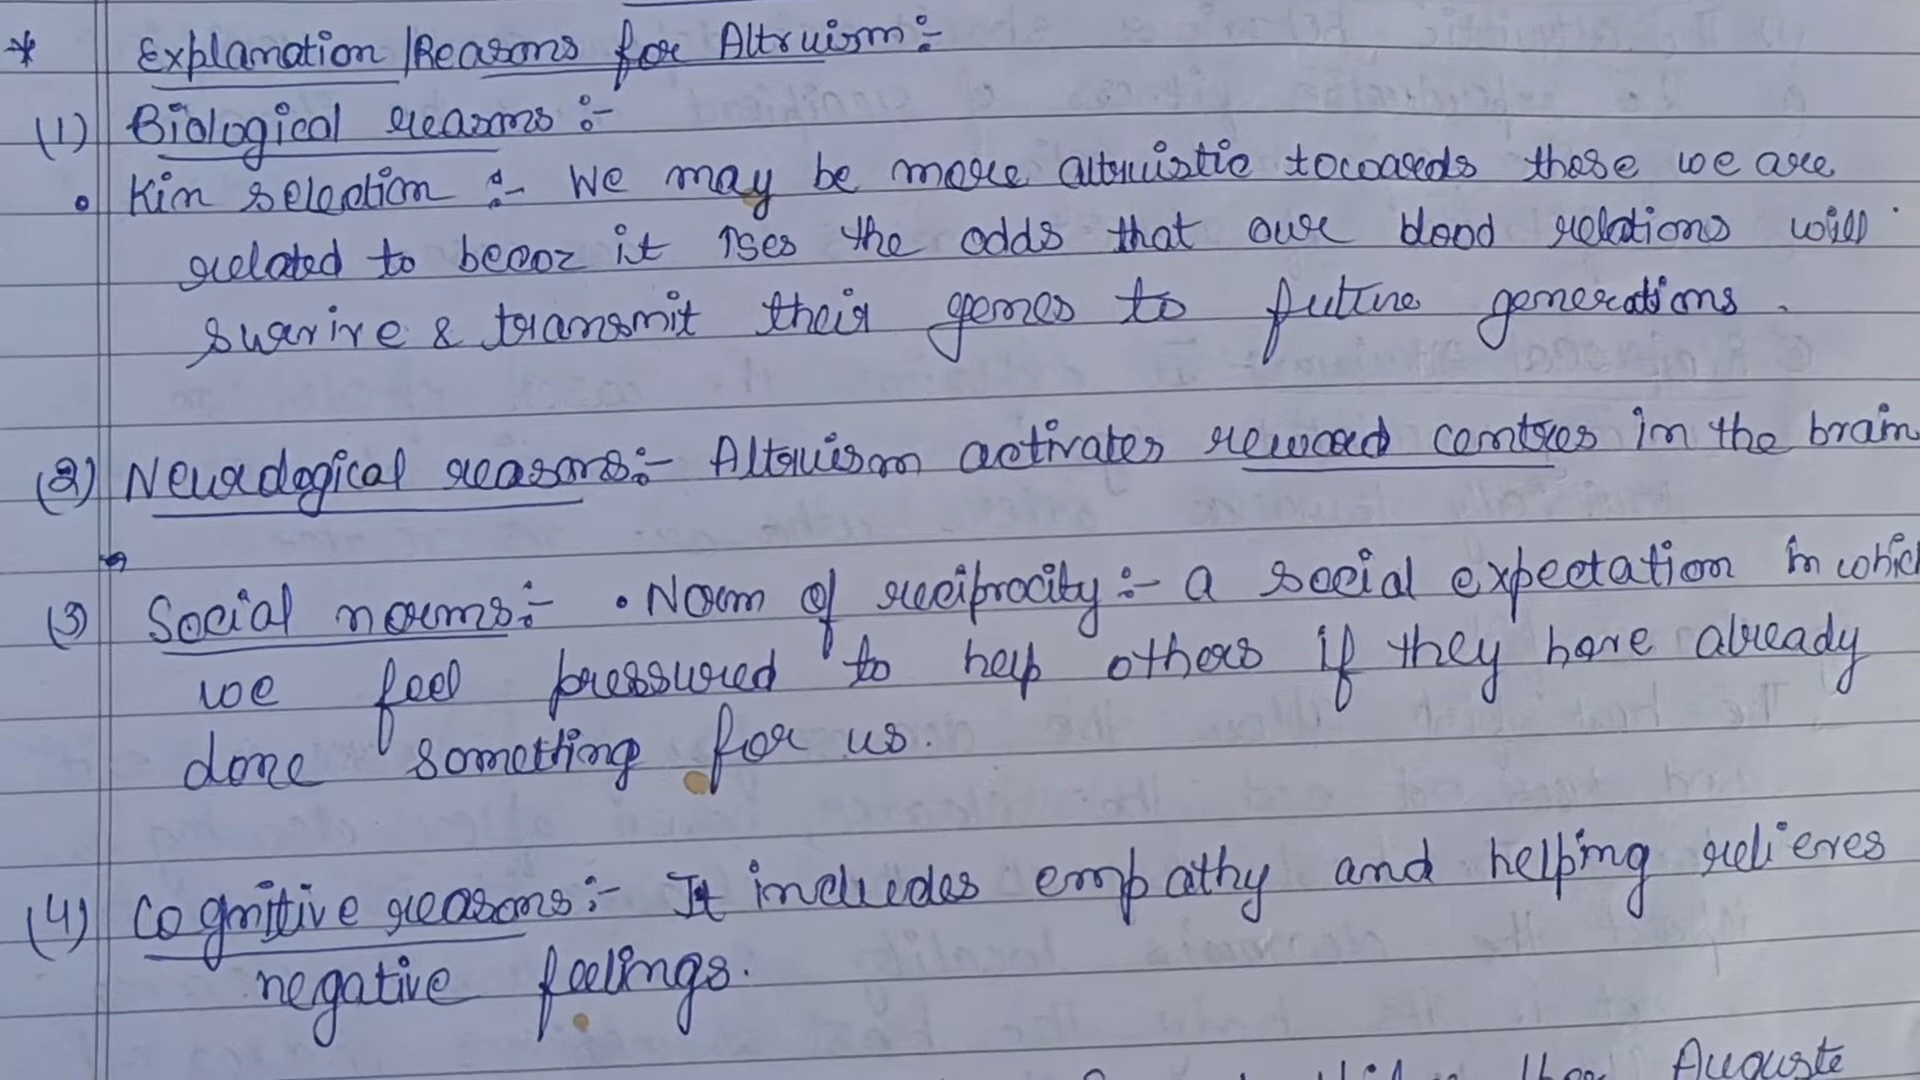 * Explanation / Reasons for Altruism :-
(1) Biological reasons :-
• Kin selection :- We may be more altruistic towards those we are
related to becoz it ↑ses the odds that our blood relations will
survive & transmit their genes to future generations.
(2) Neurological reasons :- Altruism activates reward centres in the brain
(3) Social norms :- • Norm of reciprocity :- a social expectation in which
we feel pressured to help others if they have already
done something for us.
(4) Cognitive reasons :- It includes empathy and helping relieves
negative feelings.
Auguste